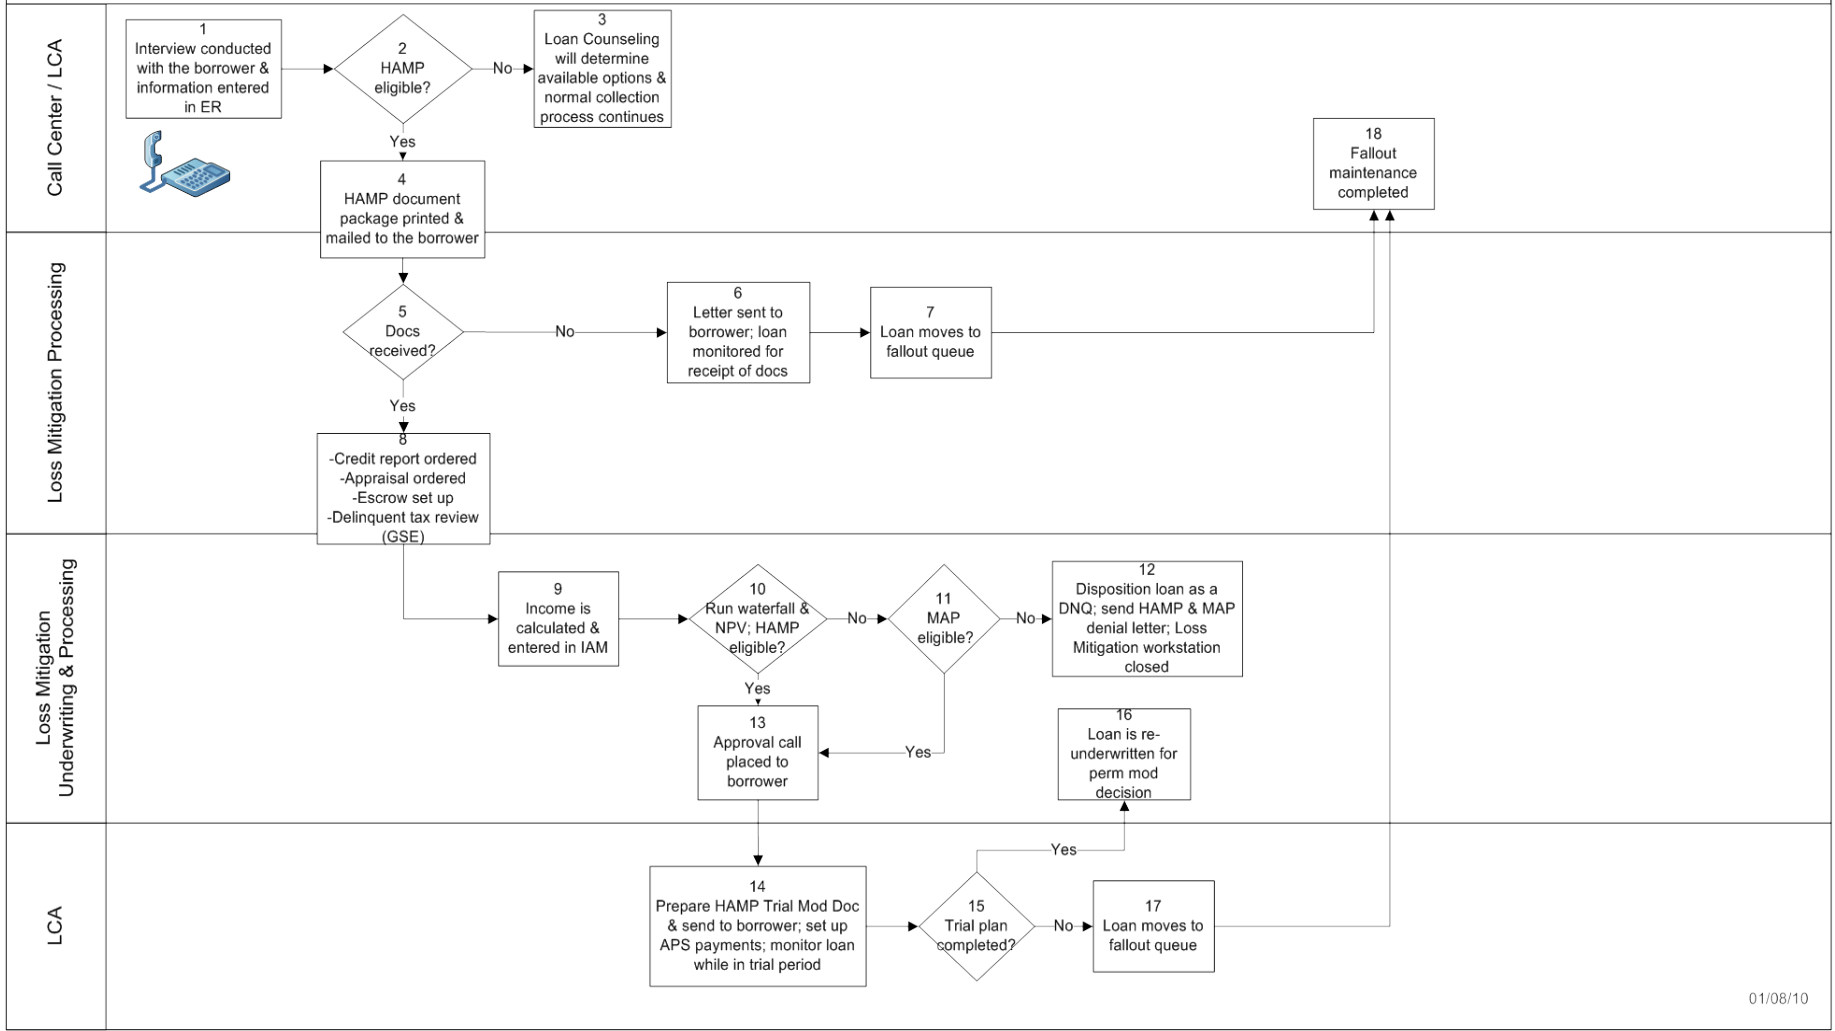 Call Center / LCA
1
Interview conducted
with the borrower &
information entered
in ER
2
HAMP
eligible?
No
3
Loan Counseling
will determine
available options &
normal collection
process continues
Yes
4
HAMP document
package printed &
mailed to the borrower
18
Fallout
maintenance
completed
Loss Mitigation Processing
5
Docs
received?
No
6
Letter sent to
borrower; loan
monitored for
receipt of docs
7
Loan moves to
fallout queue
Yes
8
-Credit report ordered
-Appraisal ordered
-Escrow set up
-Delinquent tax review
(GSE)
Loss Mitigation
Underwriting & Processing
9
Income is
calculated &
entered in IAM
10
Run waterfall &
NPV; HAMP
eligible?
No
11
MAP
eligible?
No
12
Disposition loan as a
DNQ; send HAMP & MAP
denial letter; Loss
Mitigation workstation
closed
Yes
13
Approval call
placed to
borrower
Yes
16
Loan is re-
underwritten for
perm mod
decision
LCA
14
Prepare HAMP Trial Mod Doc
& send to borrower; set up
APS payments; monitor loan
while in trial period
15
Trial plan
completed?
Yes
No
17
Loan moves to
fallout queue
01/08/10